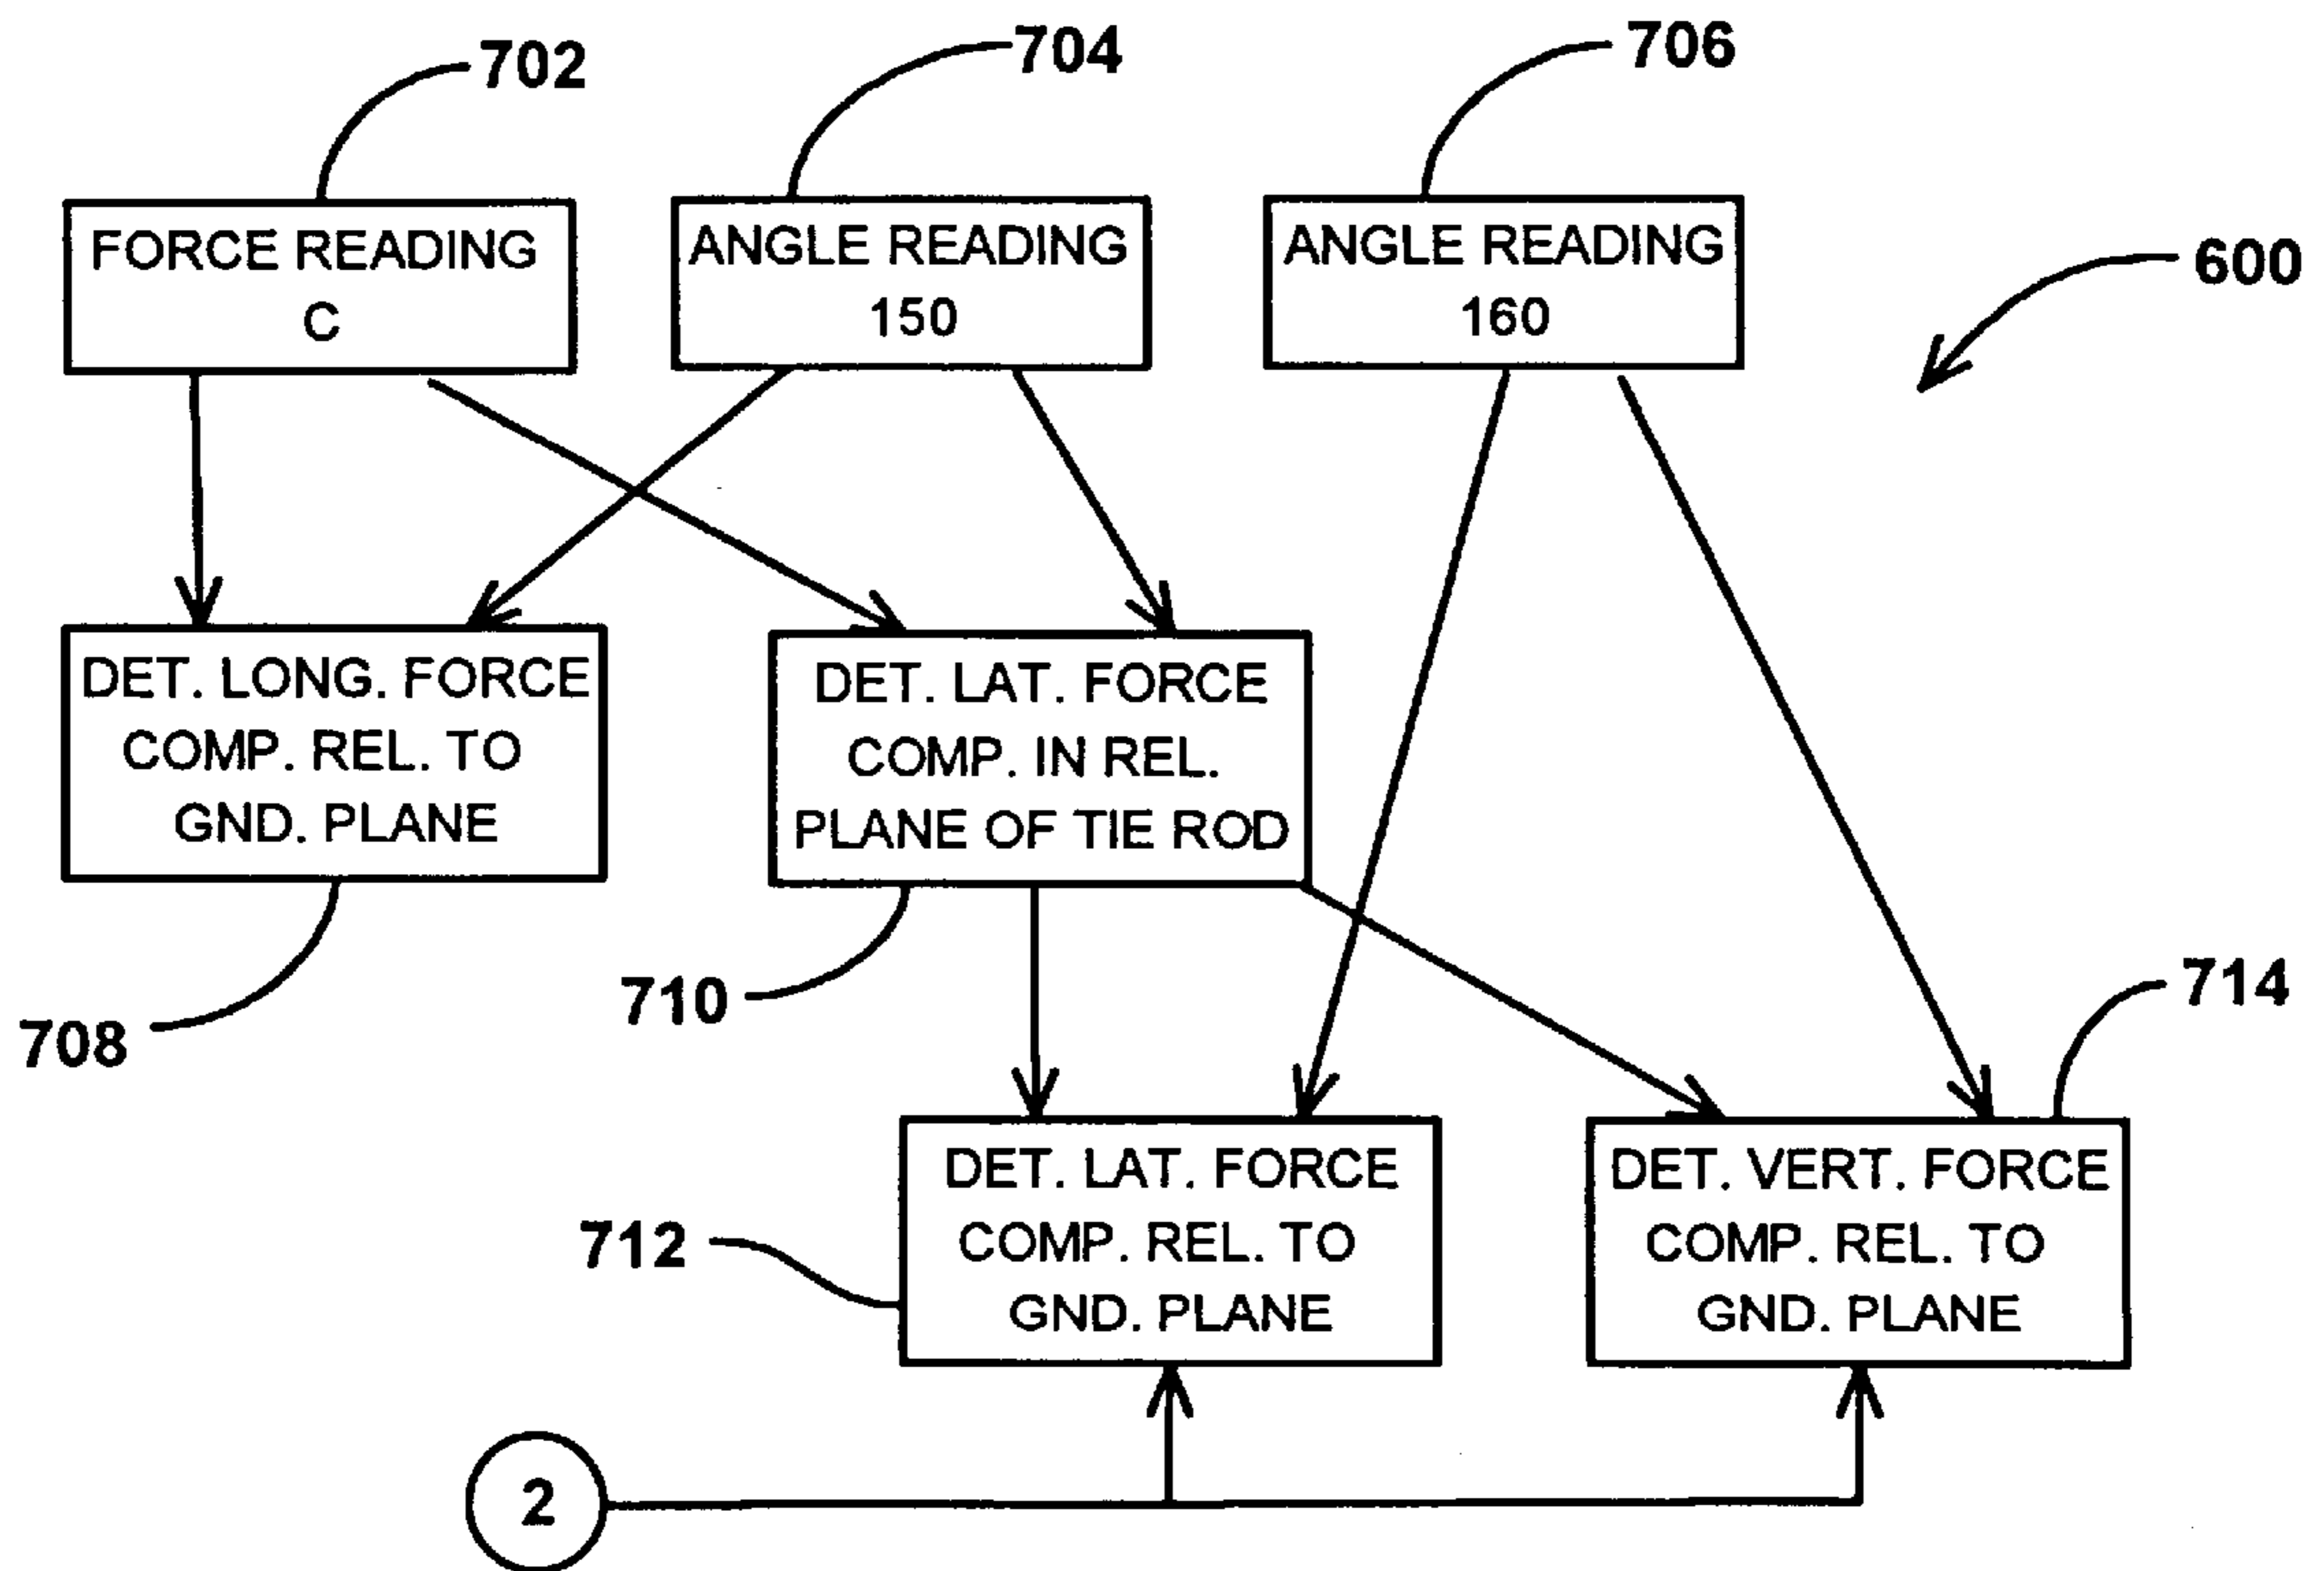 702
704
706
FORCE READING
C
ANGLE READING
150
ANGLE READING
160
600
DET. LONG. FORCE
COMP. REL. TO
GND. PLANE
DET. LAT. FORCE
COMP. IN REL.
PLANE OF TIE ROD
708
710
714
712
DET. LAT. FORCE
COMP. REL. TO
GND. PLANE
DET. VERT. FORCE
COMP. REL. TO
GND. PLANE
2